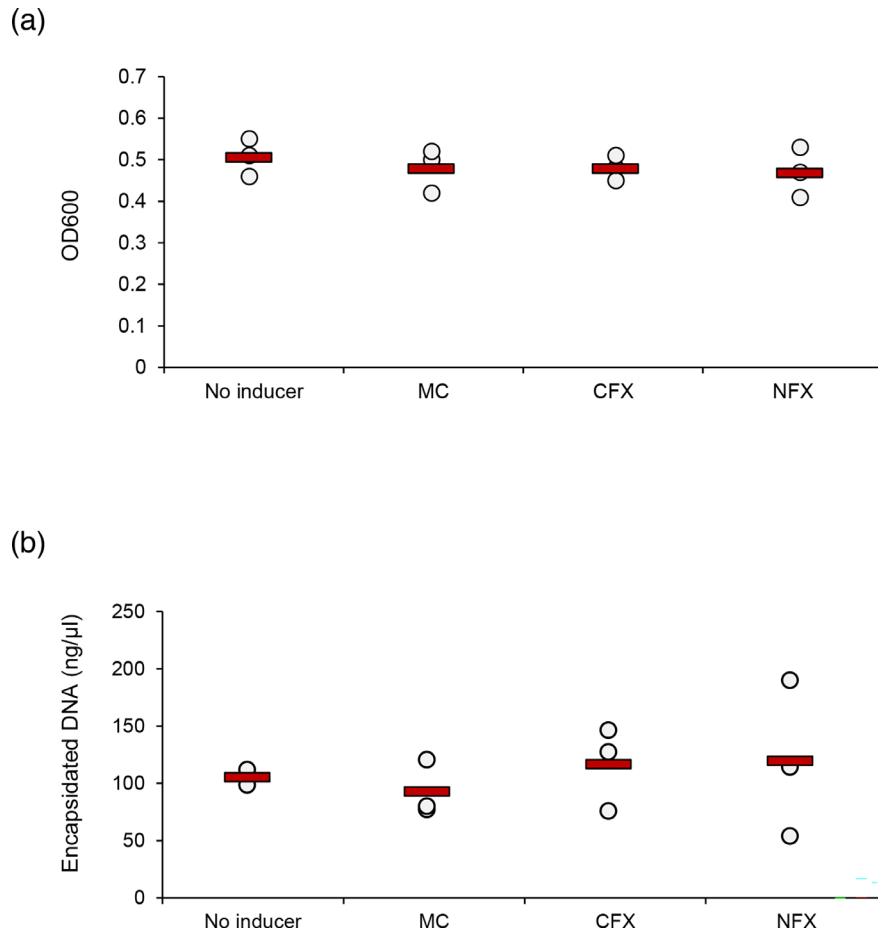 (a)
0.7
0.6
0.5
0.4
0.3
0.2
0.1
0
OD600
No inducer MC CFX NFX
(b)
250
200
150
100
50
0
Encapsidated DNA (ng/µl)
No inducer MC CFX NFX